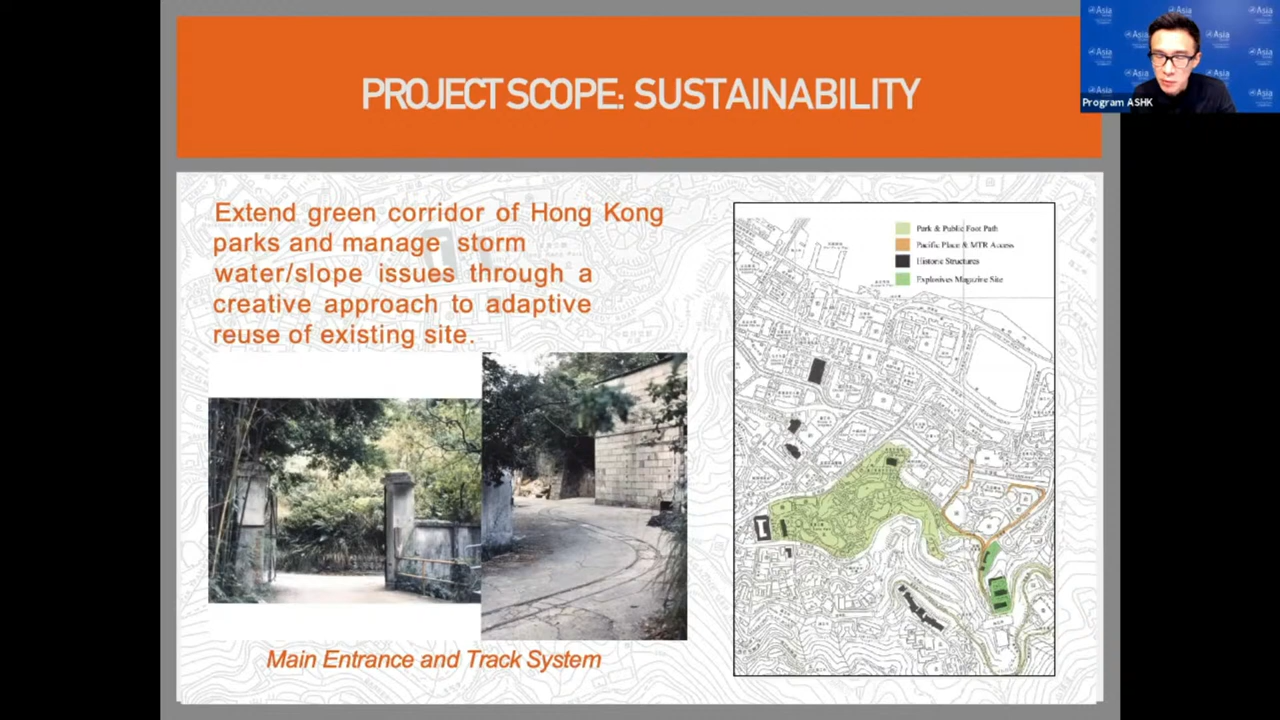 PROJECT SCOPE: SUSTAINABILITY
Asia
Program ASHK
Extend green corridor of Hong Kong
parks and manage storm
water/slope issues through a
creative approach to adaptive
reuse of existing site.
Park & Public Foot Path
Pacific Place & MTR Access
Historic Structures
Explosives Magazine Site
Main Entrance and Track System